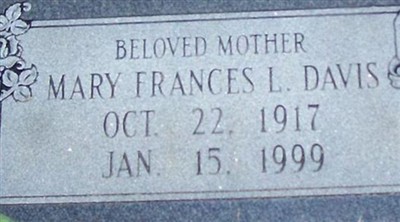 BELOVED MOTHER
MARY FRANCES L. DAVIS
OCT. 22, 1917
JAN. 15, 1999